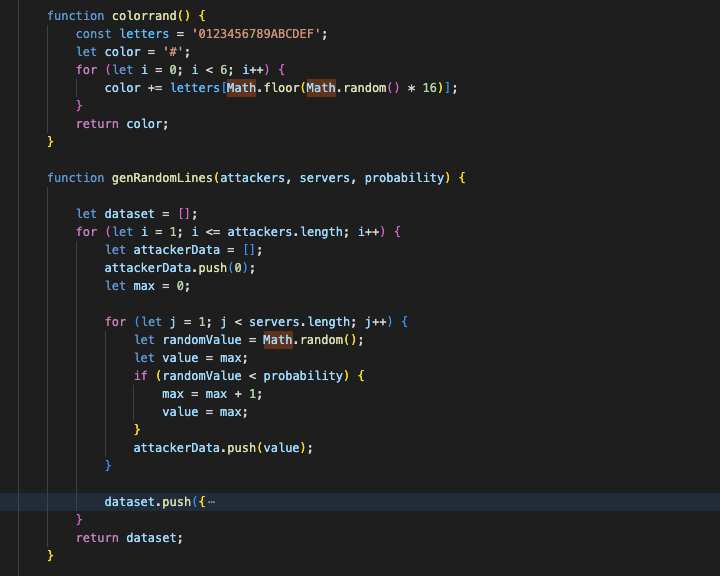 function colorrand() {
    const letters = '0123456789ABCDEF';
    let color = '#';
    for (let i = 0; i < 6; i++) {
        color += letters[Math.floor(Math.random() * 16)];
    }
    return color;
}
function genRandomLines(attackers, servers, probability) {
    let dataset = [];
    for (let i = 1; i <= attackers.length; i++) {
        let attackerData = [];
        attackerData.push(0);
        let max = 0;
        for (let j = 1; j < servers.length; j++) {
            let randomValue = Math.random();
            let value = max;
            if (randomValue < probability) {
                max = max + 1;
                value = max;
            }
            attackerData.push(value);
        }
        dataset.push({⋯
    }
    return dataset;
}